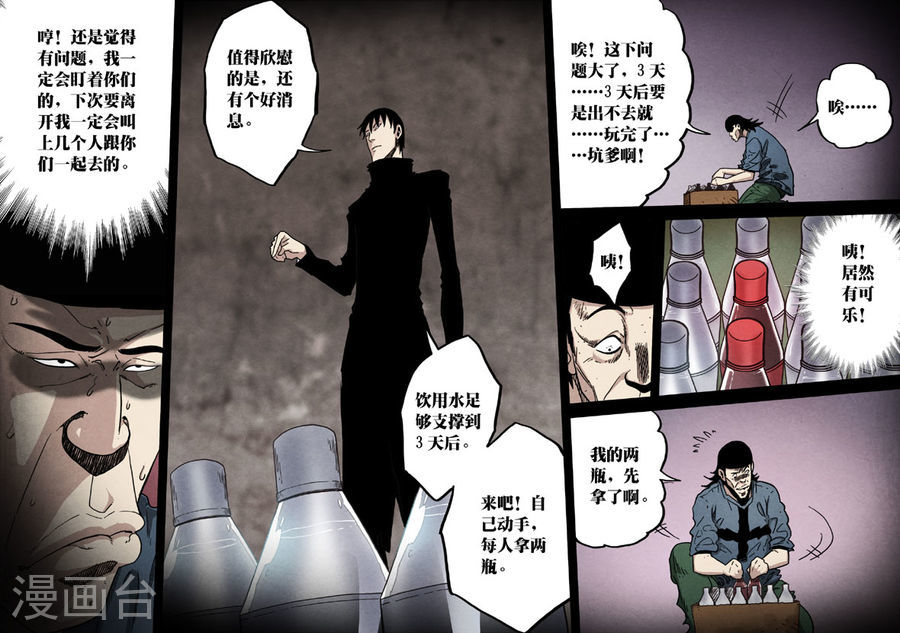 哼！还是觉得
有问题，我一
定会盯着你们
的，下次要离
开我一定会叫
上几个人跟你
们一起去的。
值得欣慰
的是，还
有个好消
息。
饮用水足
够支撑到
3天后。
来吧！自
己动手，
每人拿两
瓶。
唉！这下问
题大了，3天
……3天后要
是出不去就
……玩完了…
…坑爹啊！
唉……
咦！
咦！
居然
有可
乐！
我的两
瓶，先
拿了啊。
漫画台